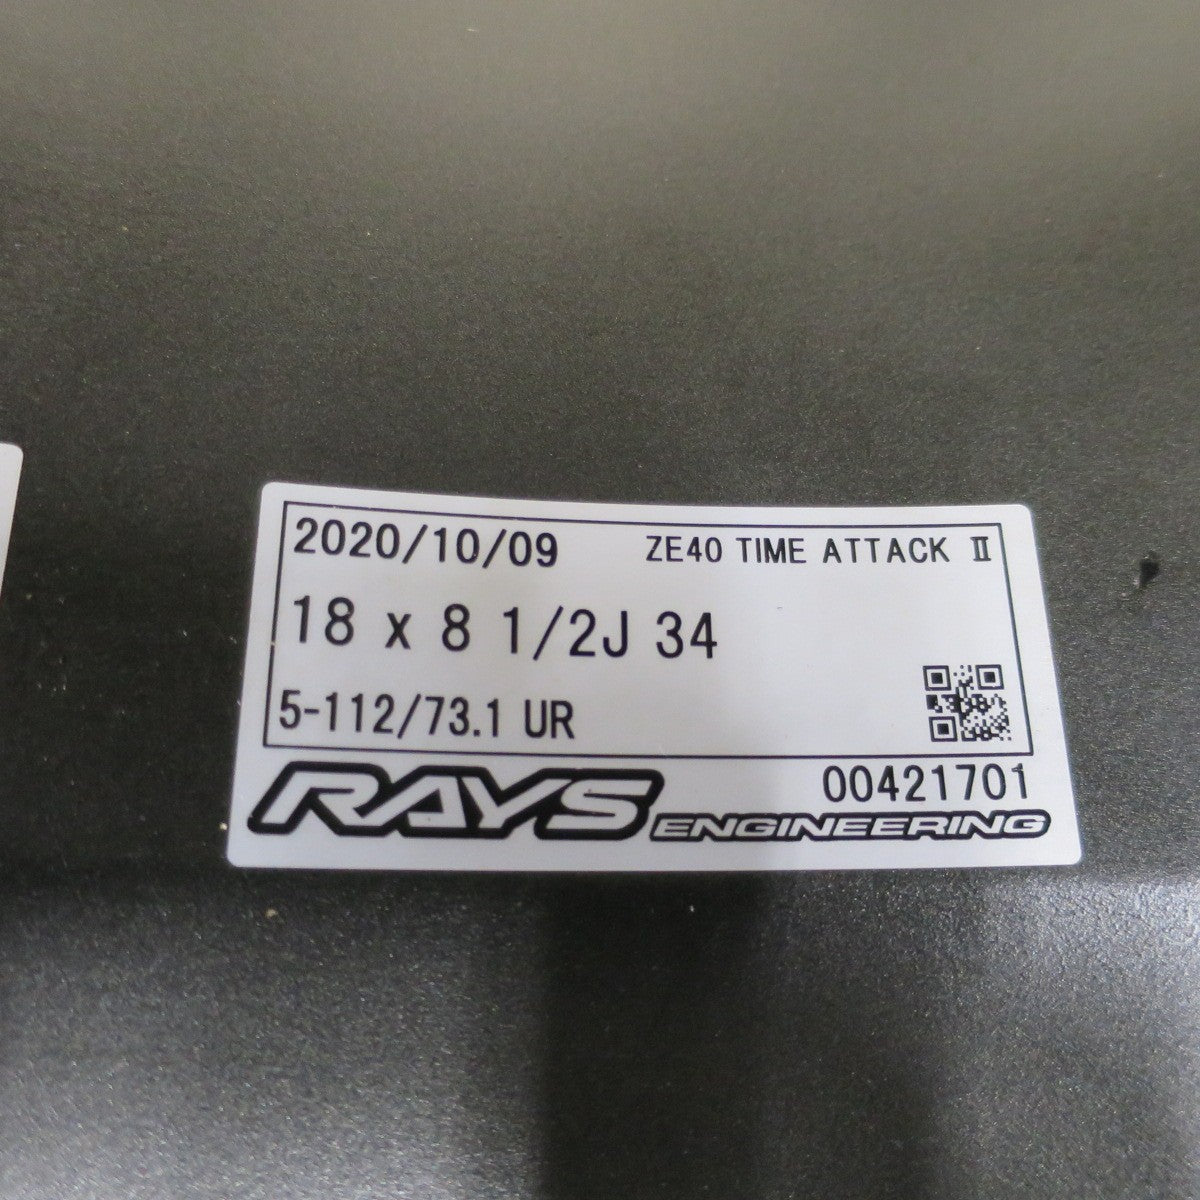 2020/10/09 ZE40 TIME ATTACK Ⅱ
18 x 8 1/2J 34
5-112/73.1 UR
00421701
RAYS ENGINEERING